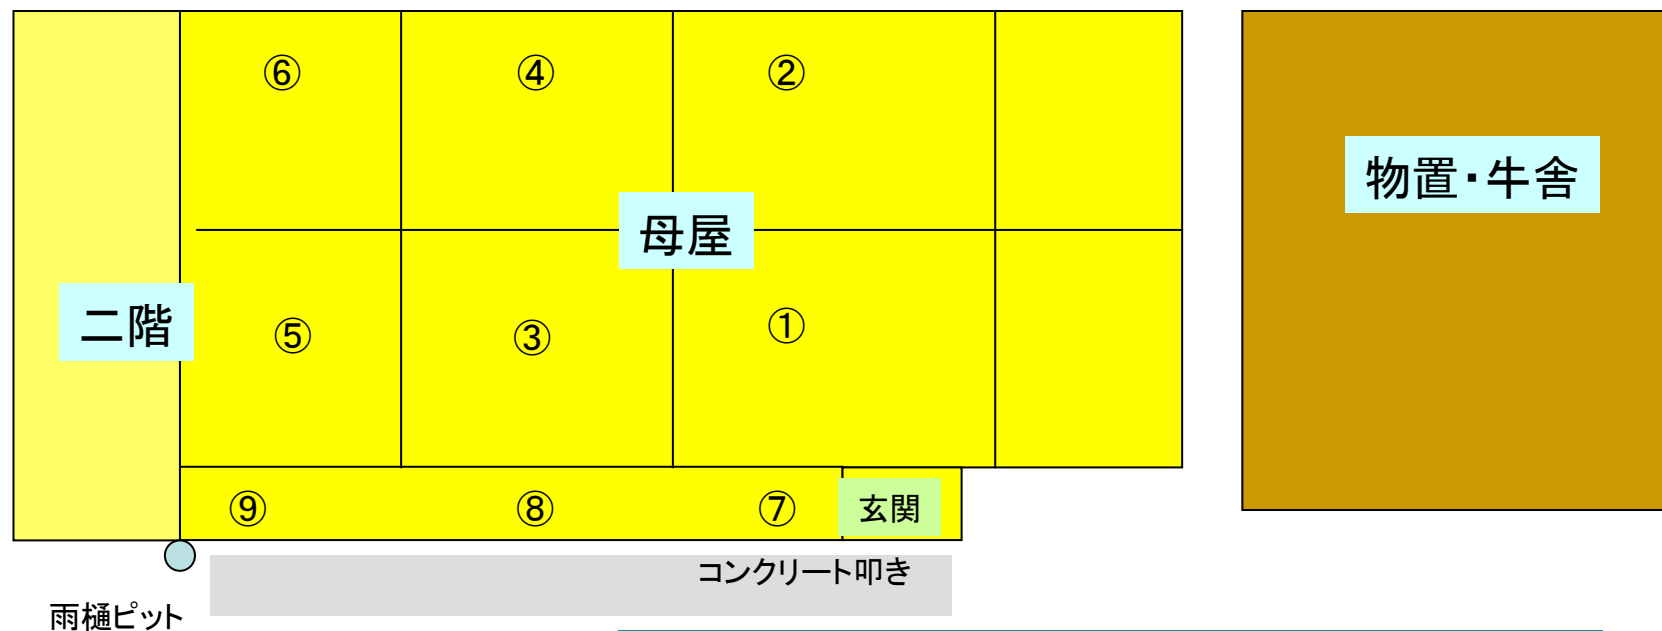 ⑥
④
②
物置・牛舎
母屋
二階
⑤
③
①
⑨
⑧
⑦
玄関
コンクリート叩き
雨樋ピット